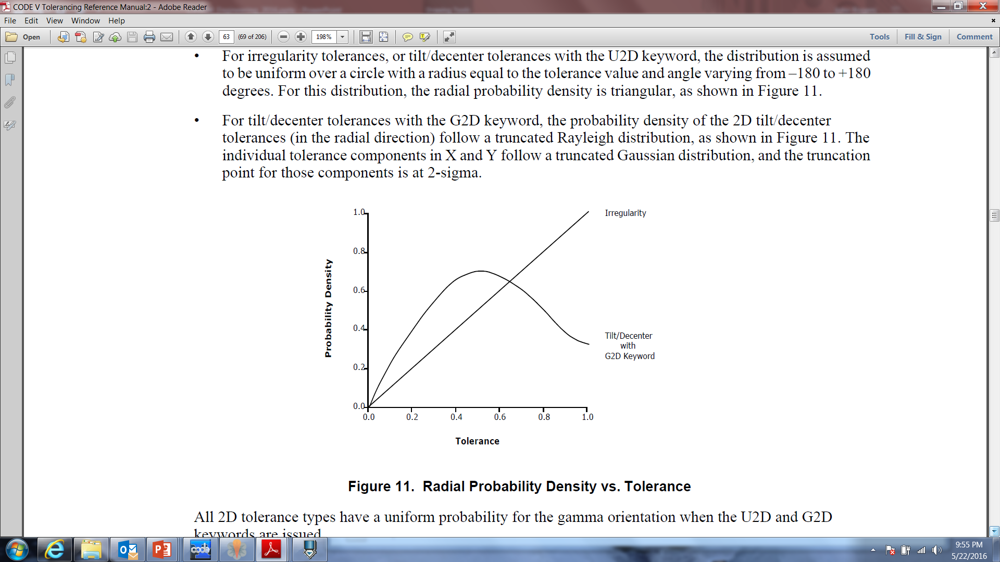 CODE V Tolerancing Reference Manual:2 - Adobe Reader
File Edit View Window Help
Open 63 (69 of 206) 198% Tools Fill & Sign Comment
• For irregularity tolerances, or tilt/decenter tolerances with the U2D keyword, the distribution is assumed
to be uniform over a circle with a radius equal to the tolerance value and angle varying from –180 to +180
degrees. For this distribution, the radial probability density is triangular, as shown in Figure 11.
• For tilt/decenter tolerances with the G2D keyword, the probability density of the 2D tilt/decenter
tolerances (in the radial direction) follow a truncated Rayleigh distribution, as shown in Figure 11. The
individual tolerance components in X and Y follow a truncated Gaussian distribution, and the truncation
point for those components is at 2-sigma.
1.0
0.8
0.6
0.4
0.2
0.0
Probability Density
0.0 0.2 0.4 0.6 0.8 1.0
Tolerance
Irregularity
Tilt/Decenter
with
G2D Keyword
Figure 11. Radial Probability Density vs. Tolerance
All 2D tolerance types have a uniform probability for the gamma orientation when the U2D and G2D
keywords are issued
code
9:55 PM
5/22/2016